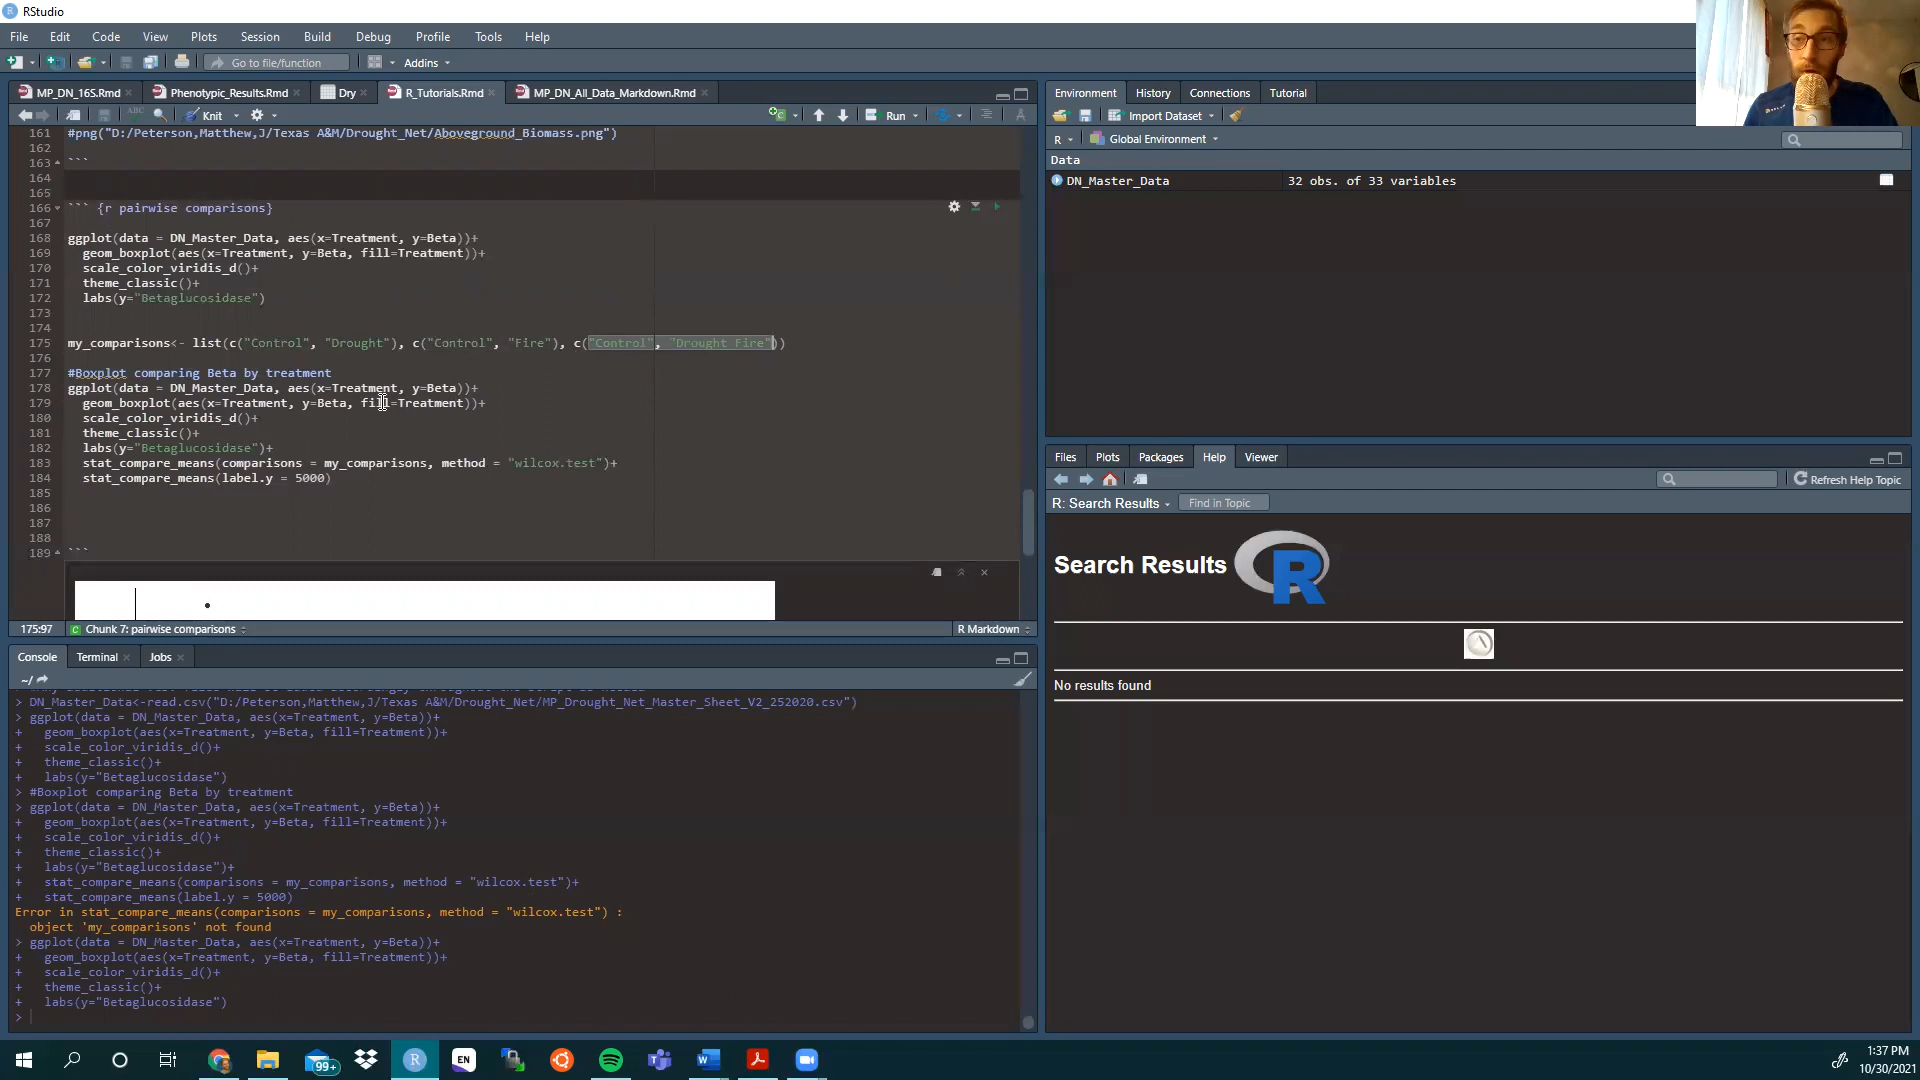 RStudio
File Edit Code View Plots Session Build Debug Profile Tools Help
Go to file/function Addins
MP_DN_16S.Rmd Phenotypic_Results.Rmd Dry R_Tutorials.Rmd MP_DN_All_Data_Markdown.Rmd
Knit Run
161 #png("D:/Peterson,Matthew,J/Texas A&M/Drought_Net/Aboveground_Biomass.png")
162
163 ```
164
165
166 ``` {r pairwise comparisons}
167
168 ggplot(data = DN_Master_Data, aes(x=Treatment, y=Beta))+
169 geom_boxplot(aes(x=Treatment, y=Beta, fill=Treatment))+
170 scale_color_viridis_d()+
171 theme_classic()+
172 labs(y="Betaglucosidase")
173
174
175 my_comparisons<- list(c("Control", "Drought"), c("Control", "Fire"), c("Control", "Drought Fire"))
176
177 #Boxplot comparing Beta by treatment
178 ggplot(data = DN_Master_Data, aes(x=Treatment, y=Beta))+
179 geom_boxplot(aes(x=Treatment, y=Beta, fill=Treatment))+
180 scale_color_viridis_d()+
181 theme_classic()+
182 labs(y="Betaglucosidase")+
183 stat_compare_means(comparisons = my_comparisons, method = "wilcox.test")+
184 stat_compare_means(label.y = 5000)
185
186
187
188
189 ```
175:97 Chunk 7: pairwise comparisons R Markdown
Console Terminal Jobs
~/
> DN_Master_Data<-read.csv("D:/Peterson,Matthew,J/Texas A&M/Drought_Net/MP_Drought_Net_Master_Sheet_V2_252020.csv")
> ggplot(data = DN_Master_Data, aes(x=Treatment, y=Beta))+
+ geom_boxplot(aes(x=Treatment, y=Beta, fill=Treatment))+
+ scale_color_viridis_d()+
+ theme_classic()+
+ labs(y="Betaglucosidase")
> #Boxplot comparing Beta by treatment
> ggplot(data = DN_Master_Data, aes(x=Treatment, y=Beta))+
+ geom_boxplot(aes(x=Treatment, y=Beta, fill=Treatment))+
+ scale_color_viridis_d()+
+ theme_classic()+
+ labs(y="Betaglucosidase")+
+ stat_compare_means(comparisons = my_comparisons, method = "wilcox.test")+
+ stat_compare_means(label.y = 5000)
Error in stat_compare_means(comparisons = my_comparisons, method = "wilcox.test") :
object 'my_comparisons' not found
> ggplot(data = DN_Master_Data, aes(x=Treatment, y=Beta))+
+ geom_boxplot(aes(x=Treatment, y=Beta, fill=Treatment))+
+ scale_color_viridis_d()+
+ theme_classic()+
+ labs(y="Betaglucosidase")
>
Environment History Connections Tutorial
Import Dataset
R Global Environment
Data
DN_Master_Data 32 obs. of 33 variables
Files Plots Packages Help Viewer
Refresh Help Topic
R: Search Results Find in Topic
Search Results R
No results found
99+ R EN
1:37 PM
10/30/2021